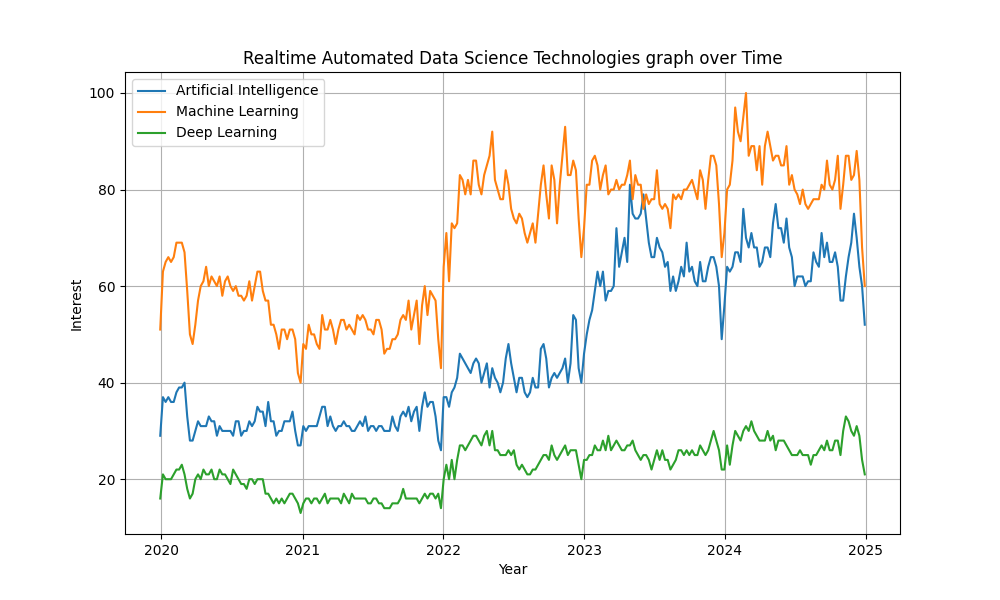 Realtime Automated Data Science Technologies graph over Time
Artificial Intelligence
Machine Learning
Deep Learning
100
80
60
40
20
Interest
2020 2021 2022 2023 2024 2025
Year